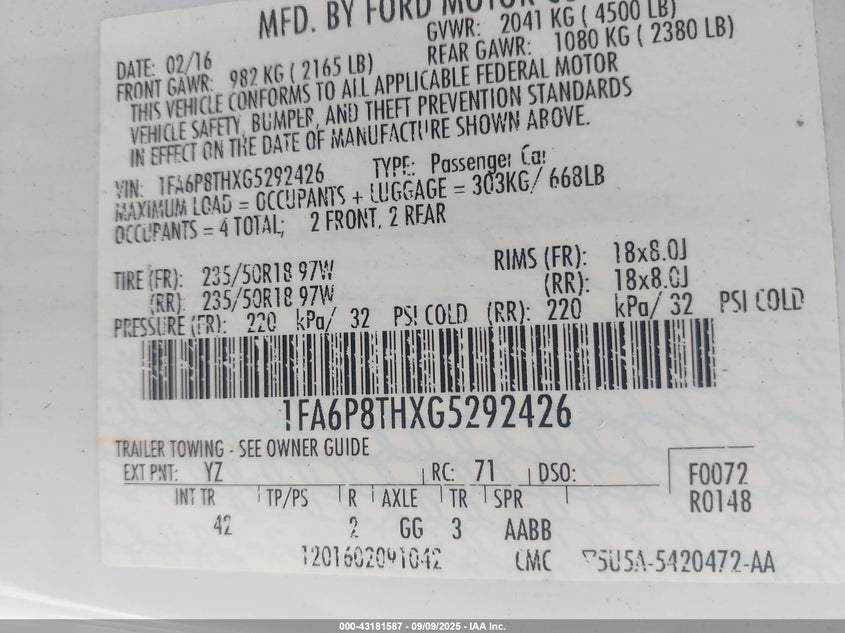 MFD. BY FORD MOTOR CO
DATE: 02/16 GVWR: 2041 KG ( 4500 LB)
FRONT GAWR: 982 KG ( 2165 LB) REAR GAWR: 1080 KG ( 2380 LB)
THIS VEHICLE CONFORMS TO ALL APPLICABLE FEDERAL MOTOR
VEHICLE SAFETY, BUMPER, AND THEFT PREVENTION STANDARDS
IN EFFECT ON THE DATE OF MANUFACTURE SHOWN ABOVE.
VIN: 1FA6P8THXG5292426 TYPE: Passenger Car
MAXIMUM LOAD = OCCUPANTS + LUGGAGE = 303KG/ 668LB
OCCUPANTS = 4 TOTAL; 2 FRONT, 2 REAR
TIRE (FR): 235/50R18 97W RIMS (FR): 18x8.0J
(RR): 235/50R18 97W (RR): 18x8.0J
PRESSURE (FR): 220 kPa/ 32 PSI COLD (RR): 220 kPa/ 32 PSI COLD
1FA6P8THXG5292426
TRAILER TOWING - SEE OWNER GUIDE
EXT PNT: YZ RC: 71 DSO: F0072
INT TR TP/PS R AXLE TR SPR R0148
42 2 GG 3 AABB
1201602091042 CMC 5U5A-5420472-AA
000-43181587 - 09/09/2025 - IAA Inc.